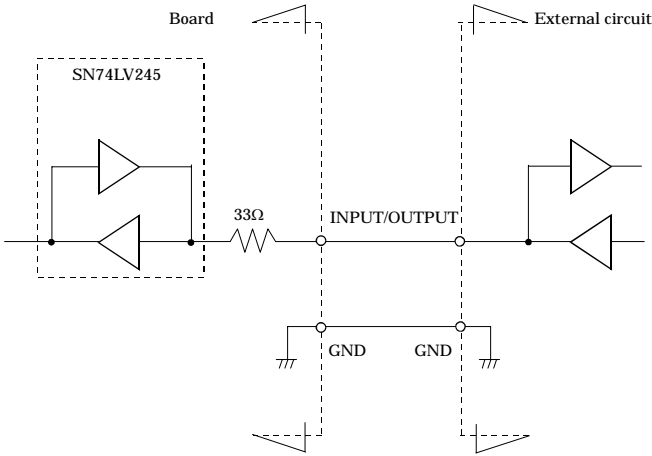 Board
External circuit
SN74LV245
33Ω
INPUT/OUTPUT
GND
GND